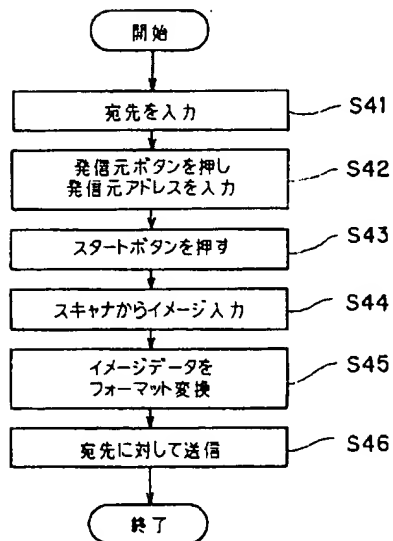 開始
宛先を入力
S41
発信元ボタンを押し
発信元アドレスを入力
S42
スタートボタンを押す
S43
スキャナからイメージ入力
S44
イメージデータを
フォーマット変換
S45
宛先に対して送信
S46
終了